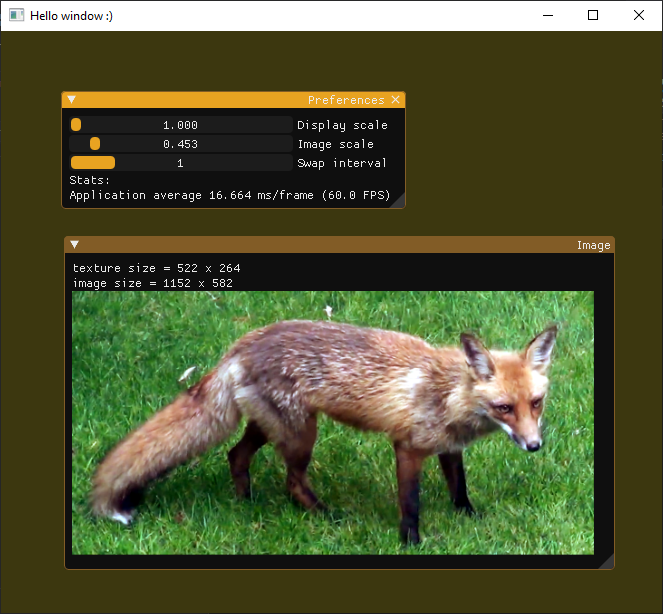 Hello window :)
Preferences
1.000 Display scale
0.453 Image scale
1 Swap interval
Stats:
Application average 16.664 ms/frame (60.0 FPS)
Image
texture size = 522 x 264
image size = 1152 x 582